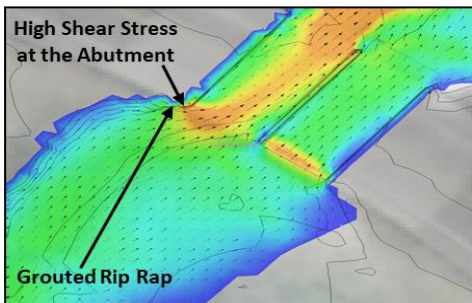 High Shear Stress
at the Abutment
Grouted Rip Rap